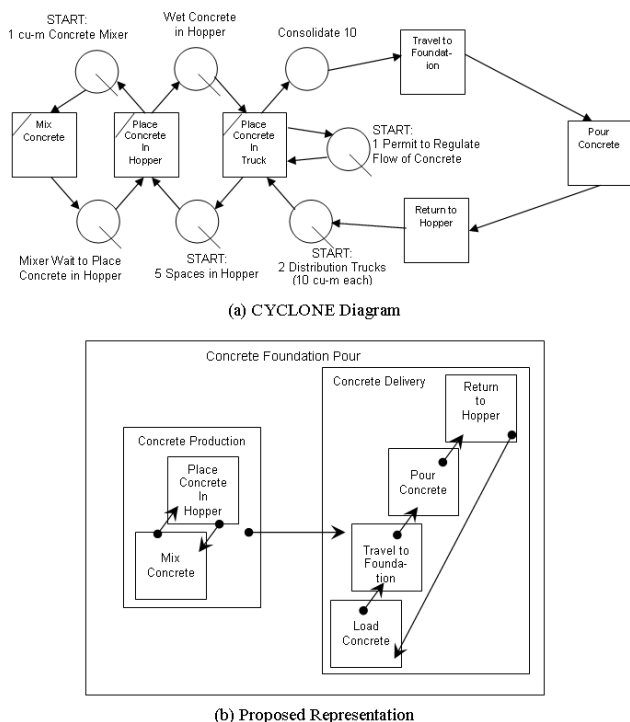 START:
1 cu-m Concrete Mixer
Wet Concrete
in Hopper
Consolidate 10
Travel to
Foundat-
ion
Mix
Concrete
Place
Concrete
In
Hopper
Place
Concrete
In
Truck
START:
1 Permit to Regulate
Flow of Concrete
Pour
Concrete
Return to
Hopper
Mixer Wait to Place
Concrete in Hopper
START:
5 Spaces in Hopper
START:
2 Distribution Trucks
(10 cu-m each)
(a) CYCLONE Diagram
Concrete Foundation Pour
Concrete Delivery
Return
to
Hopper
Concrete Production
Place
Concrete
In
Hopper
Pour
Concrete
Mix
Concrete
Travel to
Founda-
tion
Load
Concrete
(b) Proposed Representation